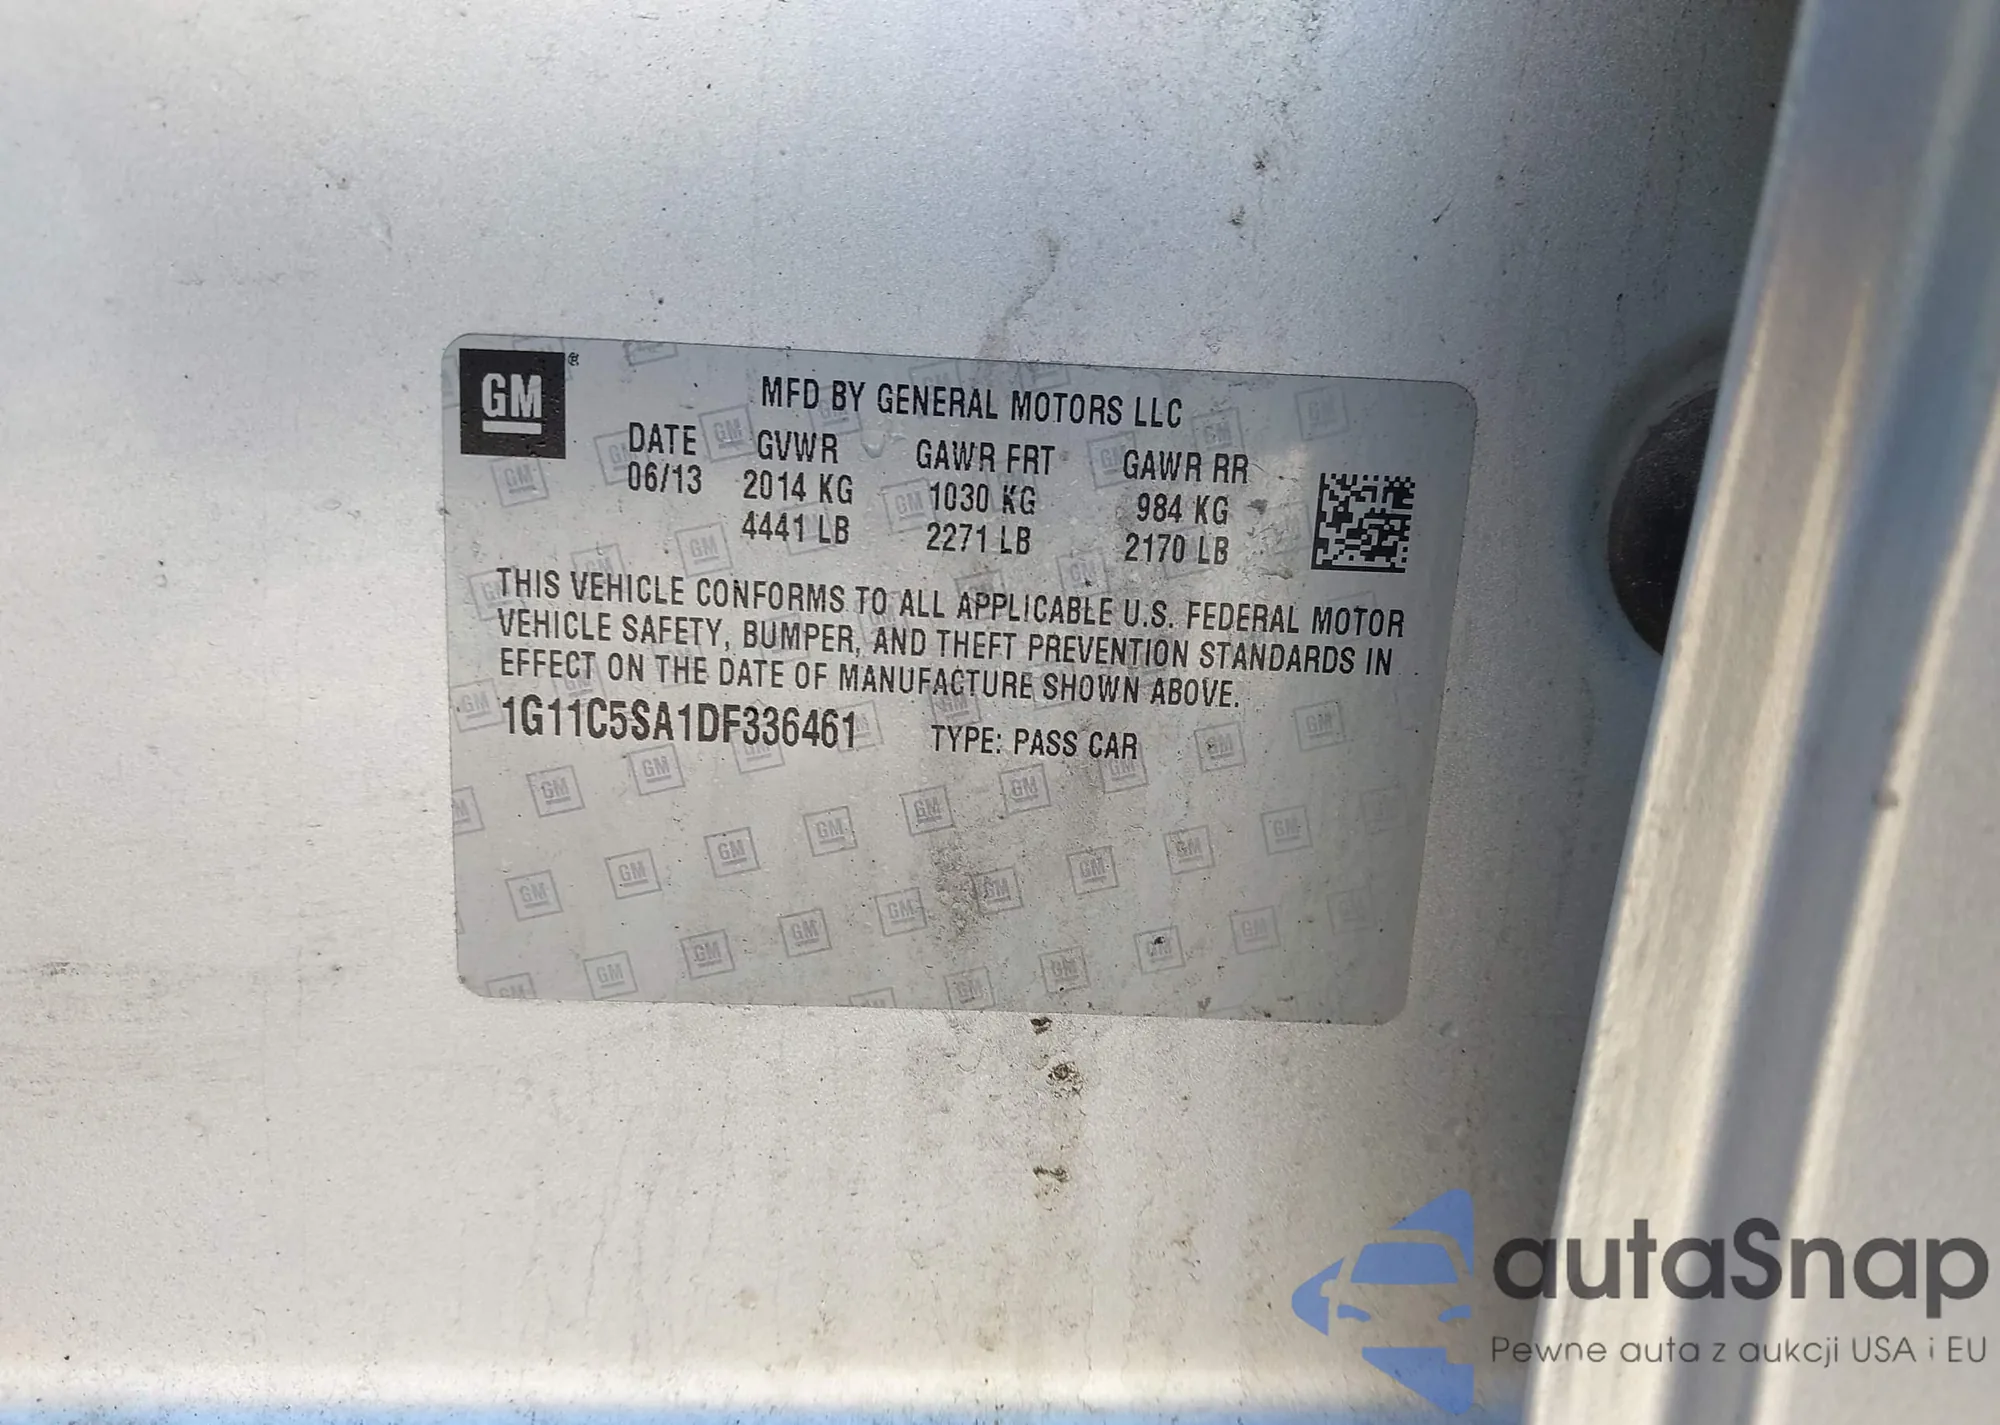 GM ®
MFD BY GENERAL MOTORS LLC
DATE GVWR GAWR FRT GAWR RR
06/13 2014 KG 1030 KG 984 KG
4441 LB 2271 LB 2170 LB
THIS VEHICLE CONFORMS TO ALL APPLICABLE U.S. FEDERAL MOTOR
VEHICLE SAFETY, BUMPER, AND THEFT PREVENTION STANDARDS IN
EFFECT ON THE DATE OF MANUFACTURE SHOWN ABOVE.
1G11C5SA1DF336461 TYPE: PASS CAR
autaSnap
Pewne auta z aukcji USA i EU